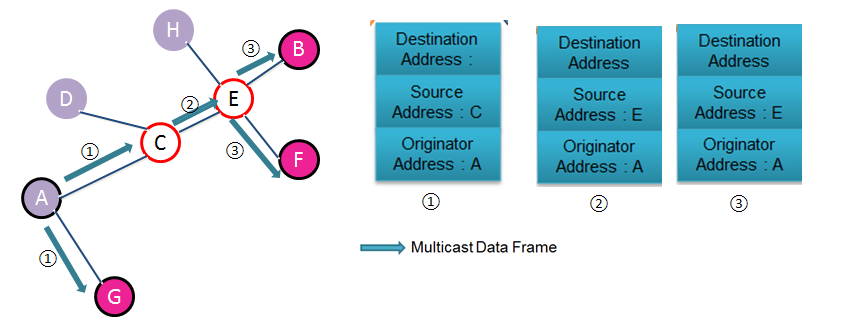 H
③
B
D
②
E
①
C
③
F
A
①
G
Destination
Address :
Source
Address : C
Originator
Address : A
①
Destination
Address
Source
Address : E
Originator
Address : A
②
Destination
Address
Source
Address : E
Originator
Address : A
③
Multicast Data Frame